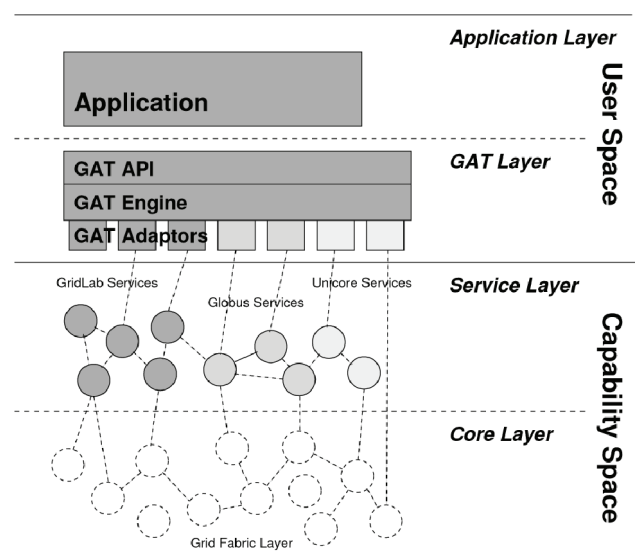 Application Layer
Application
User Space
GAT API
GAT Layer
GAT Engine
GAT Adaptors
GridLab Services
Globus Services
Unicore Services
Service Layer
Capability Space
Core Layer
Grid Fabric Layer